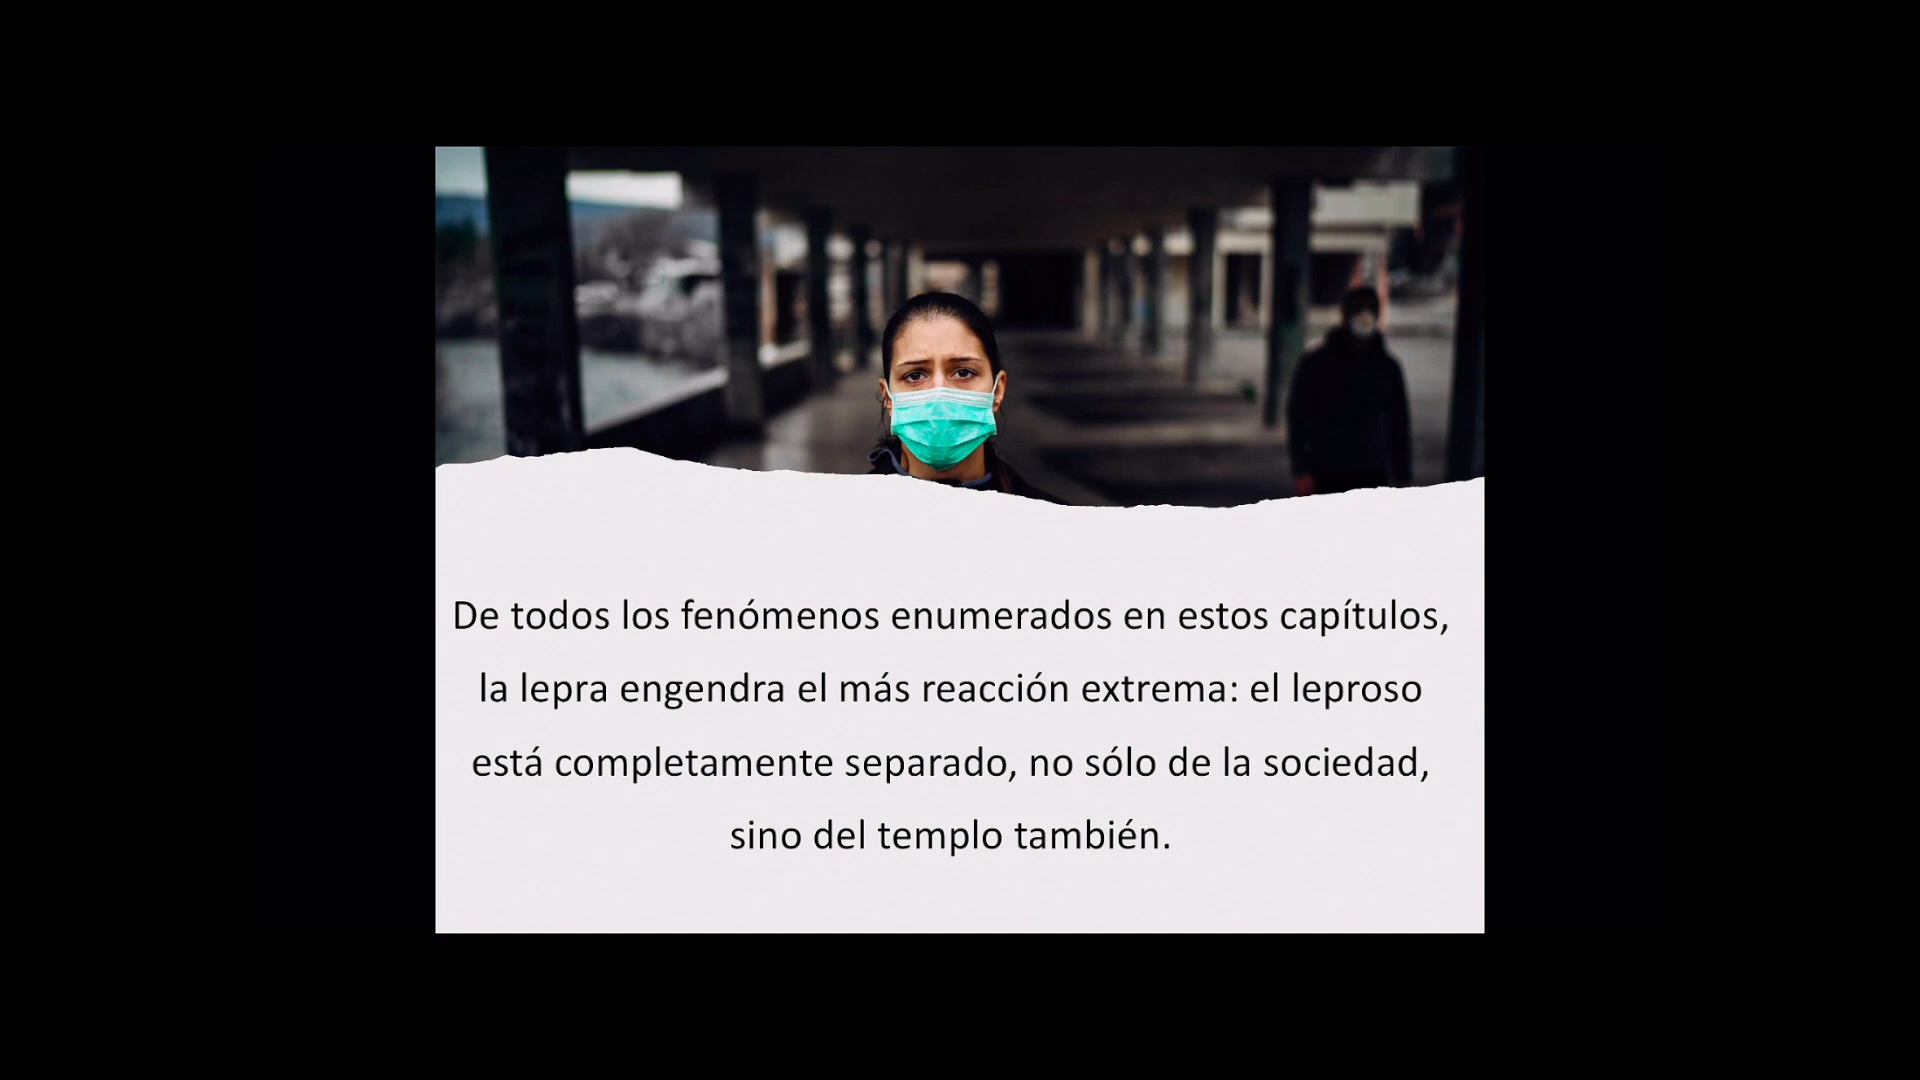 De todos los fenómenos enumerados en estos capítulos,
la lepra engendra el más reacción extrema: el leproso
está completamente separado, no sólo de la sociedad,
sino del templo también.